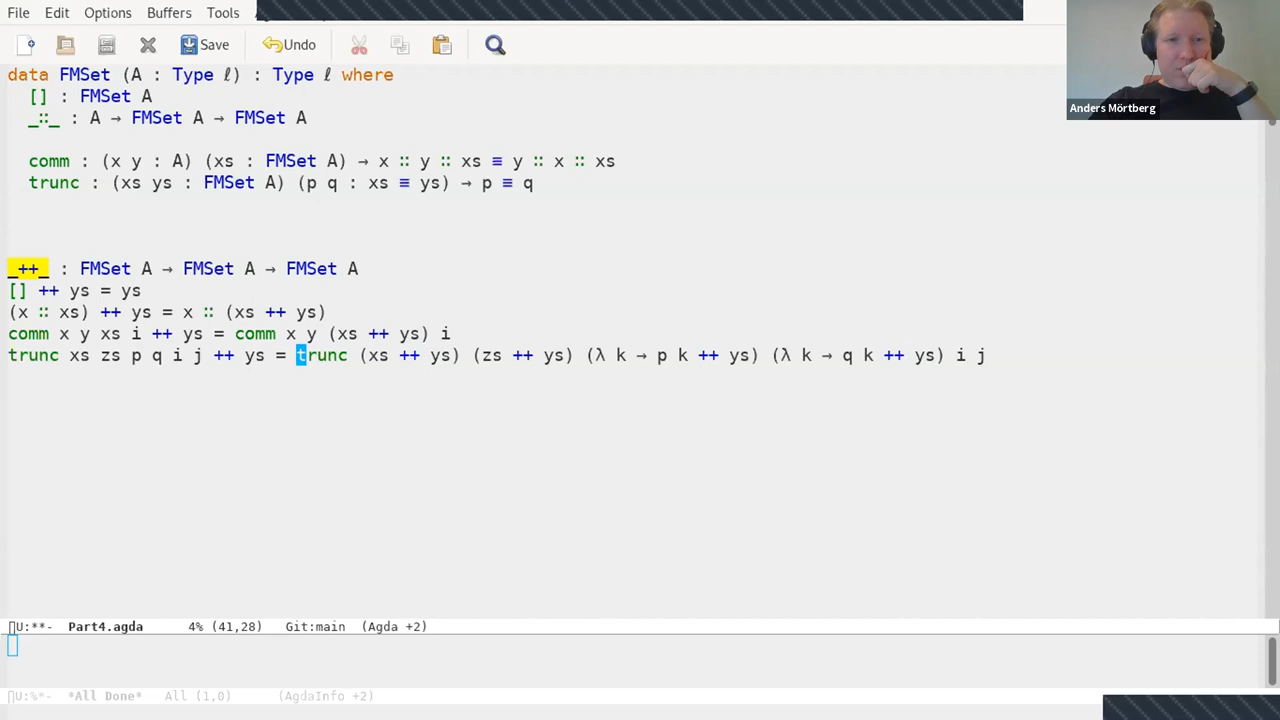 File Edit Options Buffers Tools
Save Undo
Anders Mörtberg
data FMSet (A : Type ℓ) : Type ℓ where
[] : FMSet A
_∷_ : A → FMSet A → FMSet A
comm : (x y : A) (xs : FMSet A) → x ∷ y ∷ xs ≡ y ∷ x ∷ xs
trunc : (xs ys : FMSet A) (p q : xs ≡ ys) → p ≡ q
_++_ : FMSet A → FMSet A → FMSet A
[] ++ ys = ys
(x ∷ xs) ++ ys = x ∷ (xs ++ ys)
comm x y xs i ++ ys = comm x y (xs ++ ys) i
trunc xs zs p q i j ++ ys = trunc (xs ++ ys) (zs ++ ys) (λ k → p k ++ ys) (λ k → q k ++ ys) i j
U:**- Part4.agda 4% (41,28) Git:main (Agda +2)
U:%*- *All Done* All (1,0) (AgdaInfo +2)